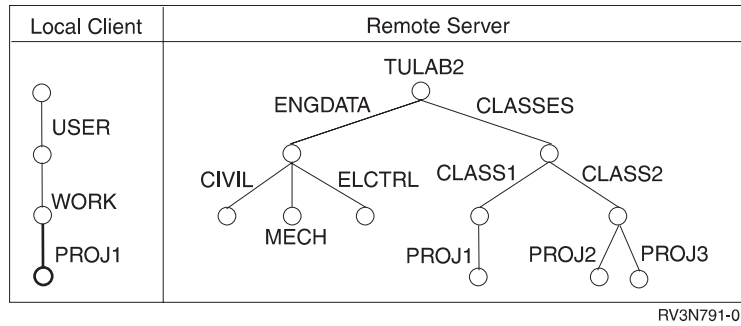 Local Client
Remote Server
TULAB2
ENGDATA
CLASSES
USER
CIVIL
ELCTRL
CLASS1
CLASS2
WORK
MECH
PROJ1
PROJ1
PROJ2
PROJ3
RV3N791-0